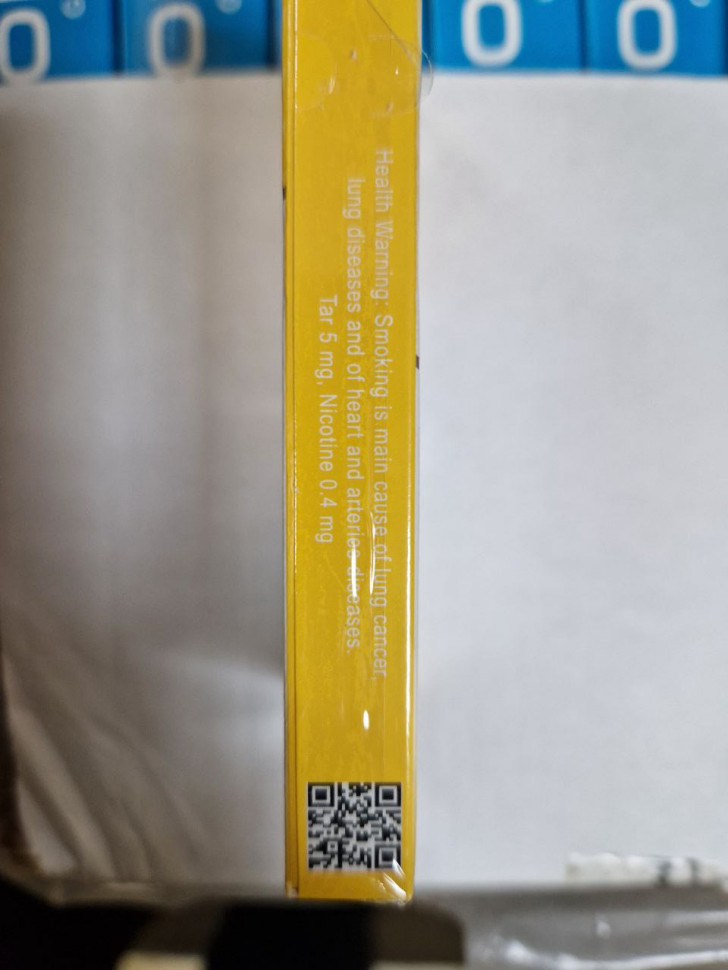 Health Warning: Smoking is main cause of lung cancer,
lung diseases and of heart and arteries diseases.
Tar 5 mg, Nicotine 0.4 mg